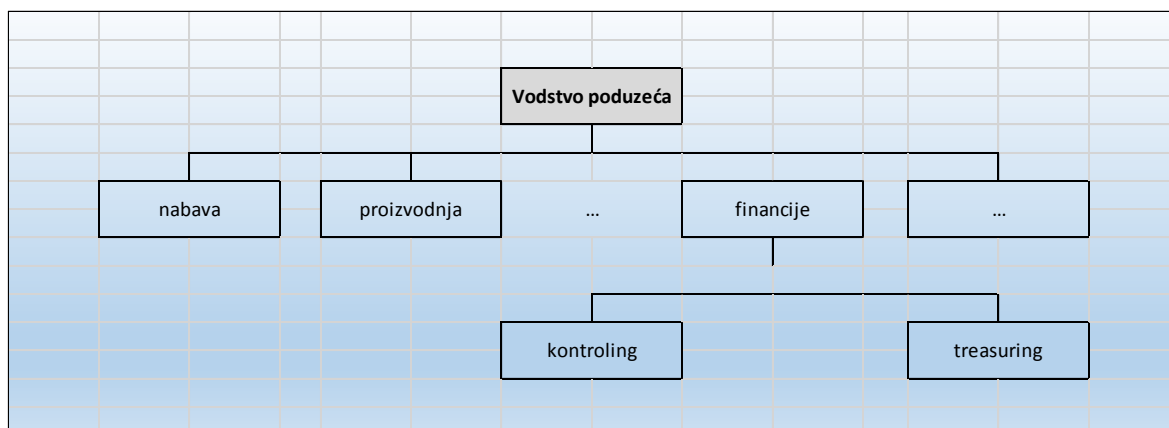 Vodstvo poduzeća
nabava
proizvodnja
...
financije
...
kontroling
treasuring